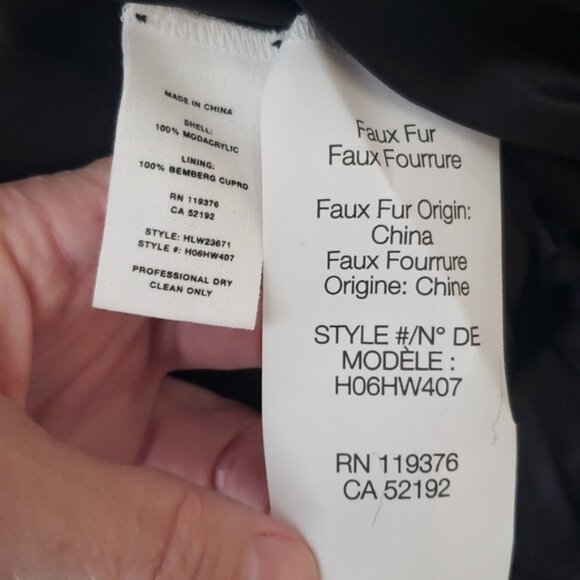 MADE IN CHINA
SHELL:
100% MODACRYLIC
LINING:
100% BEMBERG CUPRO
RN 119376
CA 52192
STYLE: HLW23671
STYLE #: H06HW407
PROFESSIONAL DRY
CLEAN ONLY
Faux Fur
Faux Fourrure
Faux Fur Origin:
China
Faux Fourrure
Origine: Chine
STYLE #/N° DE
MODÈLE :
H06HW407
RN 119376
CA 52192